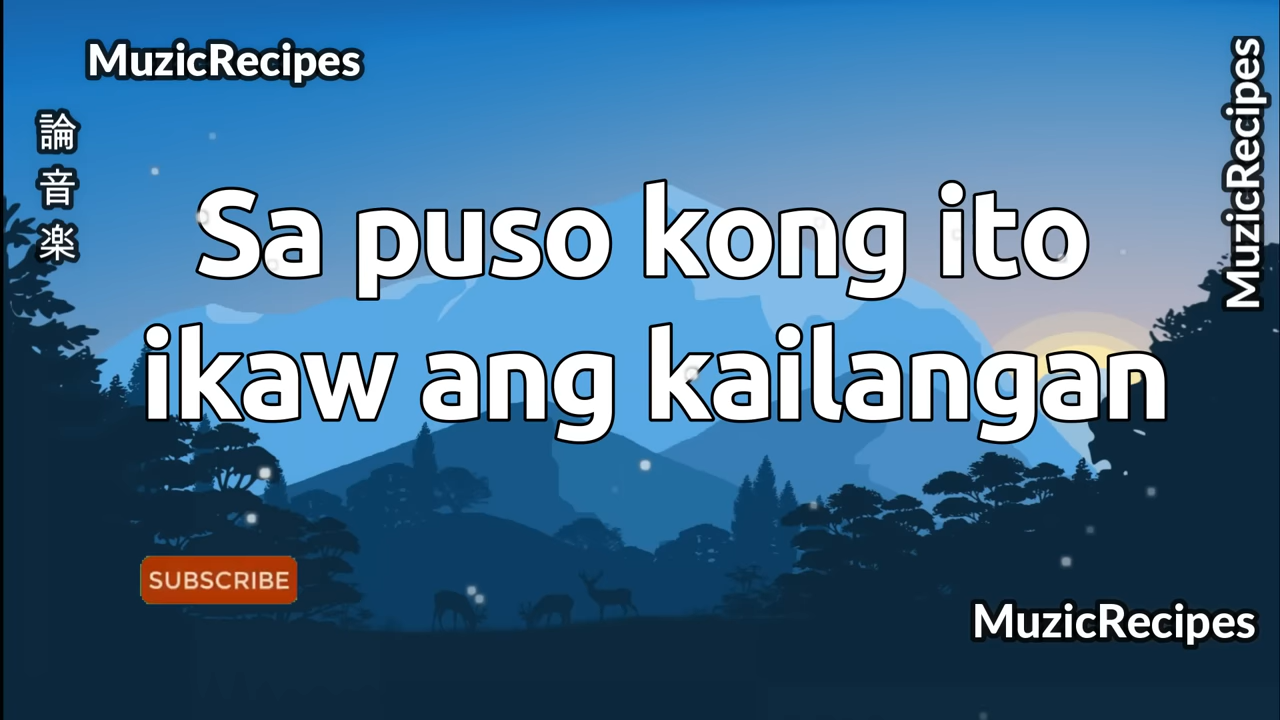 MuzicRecipes
MuzicRecipes
論音楽
Sa puso kong ito
ikaw ang kailangan
SUBSCRIBE
MuzicRecipes